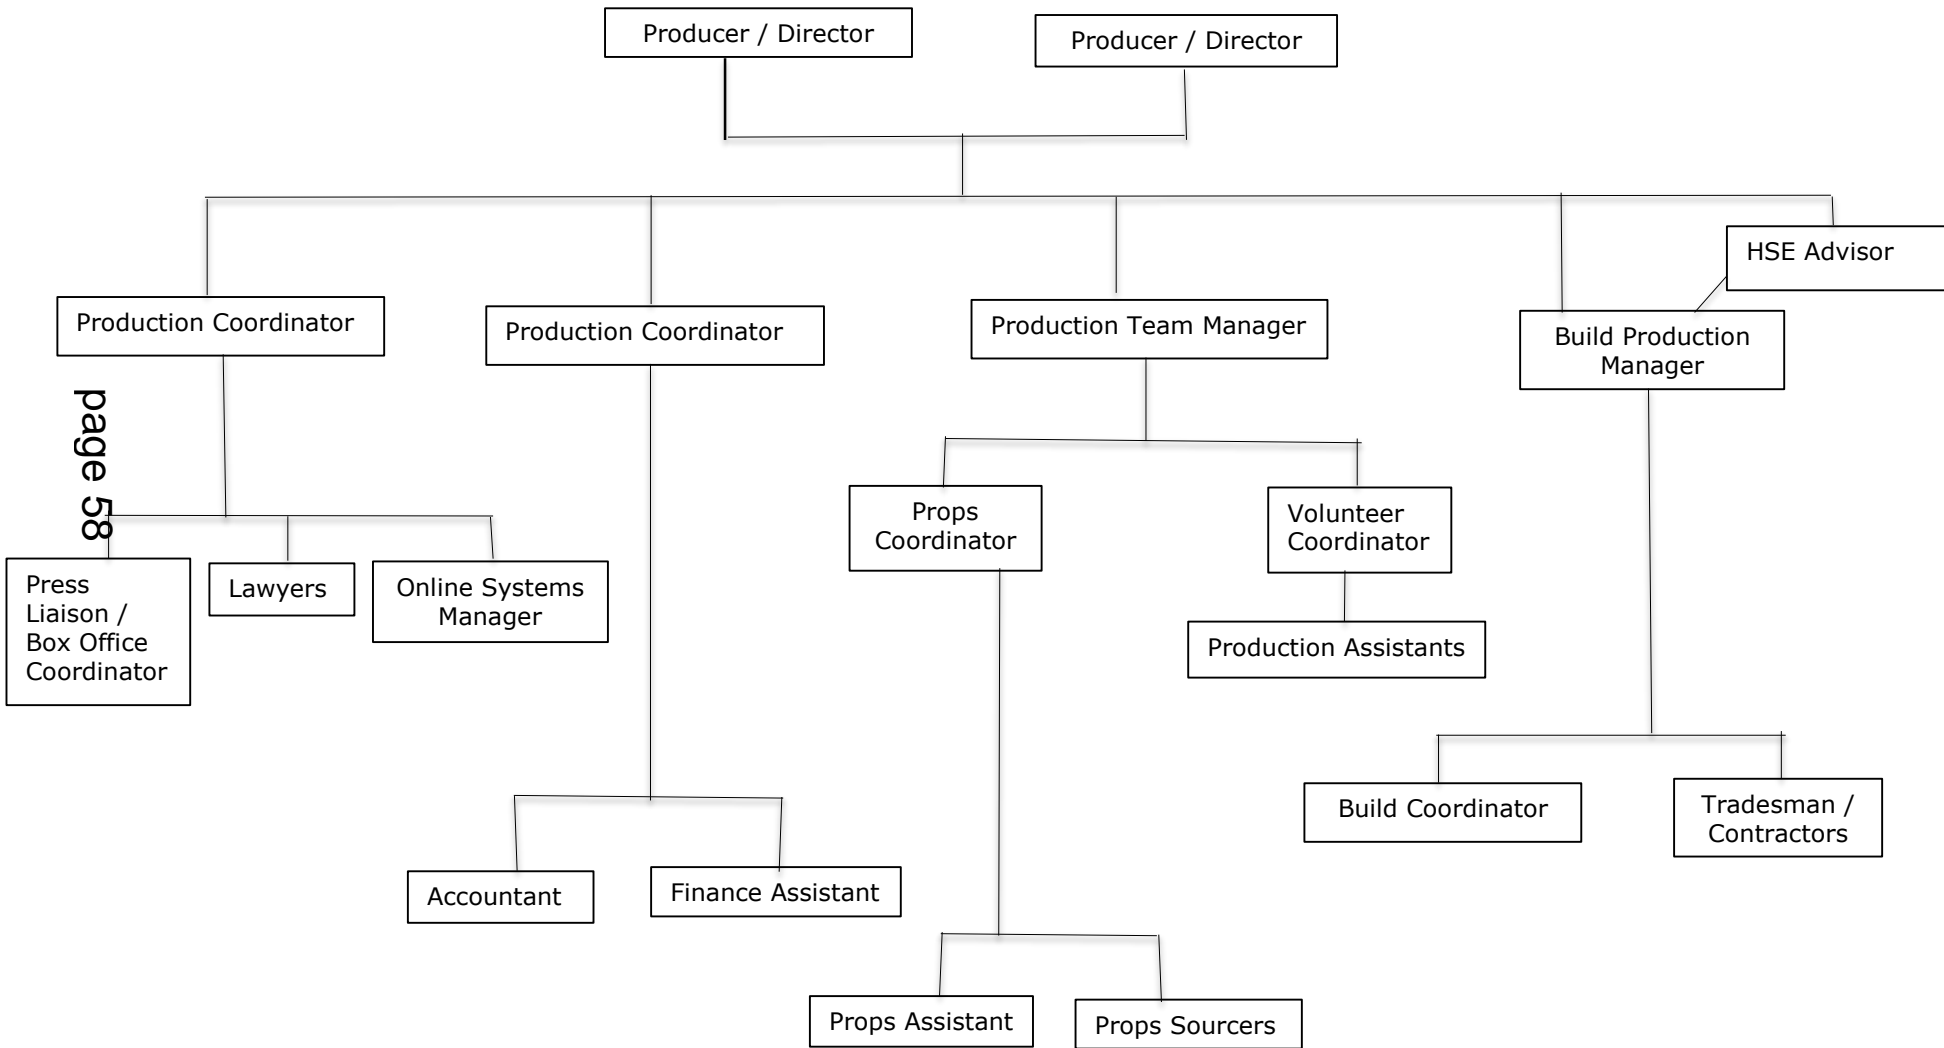 Producer / Director
Producer / Director
HSE Advisor
Production Coordinator
Production Coordinator
Production Team Manager
Build Production
Manager
page 58
Props
Coordinator
Volunteer
Coordinator
Press
Liaison /
Box Office
Coordinator
Lawyers
Online Systems
Manager
Production Assistants
Build Coordinator
Tradesman /
Contractors
Accountant
Finance Assistant
Props Assistant
Props Sourcers